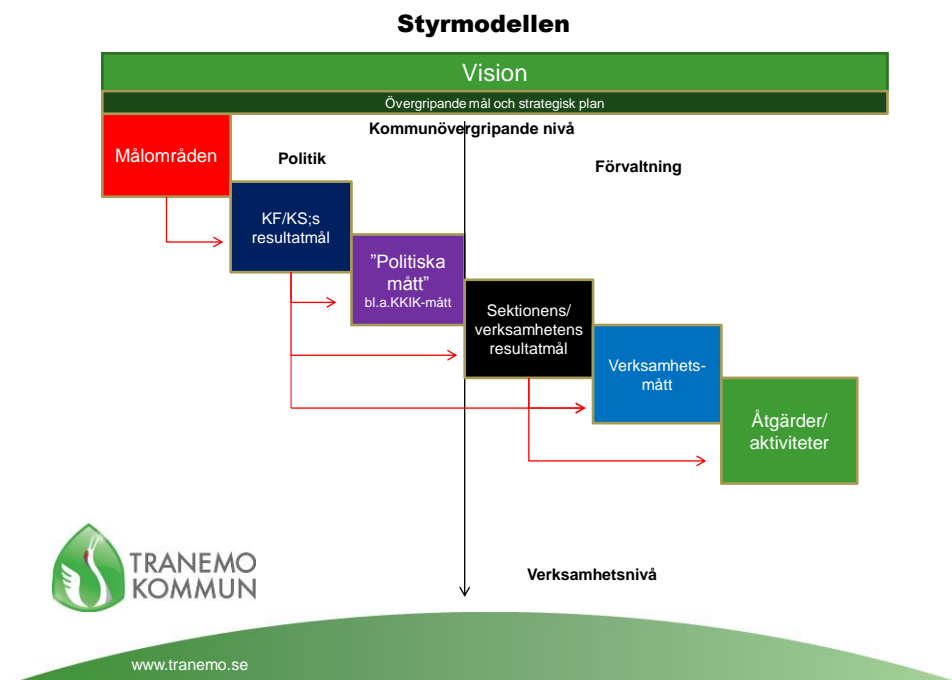 Styrmodellen
Vision
Övergripande mål och strategisk plan
Kommunövergripande nivå
Målområden
Politik
Förvaltning
KF/KS;s
resultatmål
”Politiska
mått”
bl.a.KKIK-mått
Sektionens/
verksamhetens
resultatmål
Verksamhets-
mått
Åtgärder/
aktiviteter
TRANEMO
KOMMUN
Verksamhetsnivå
www.tranemo.se